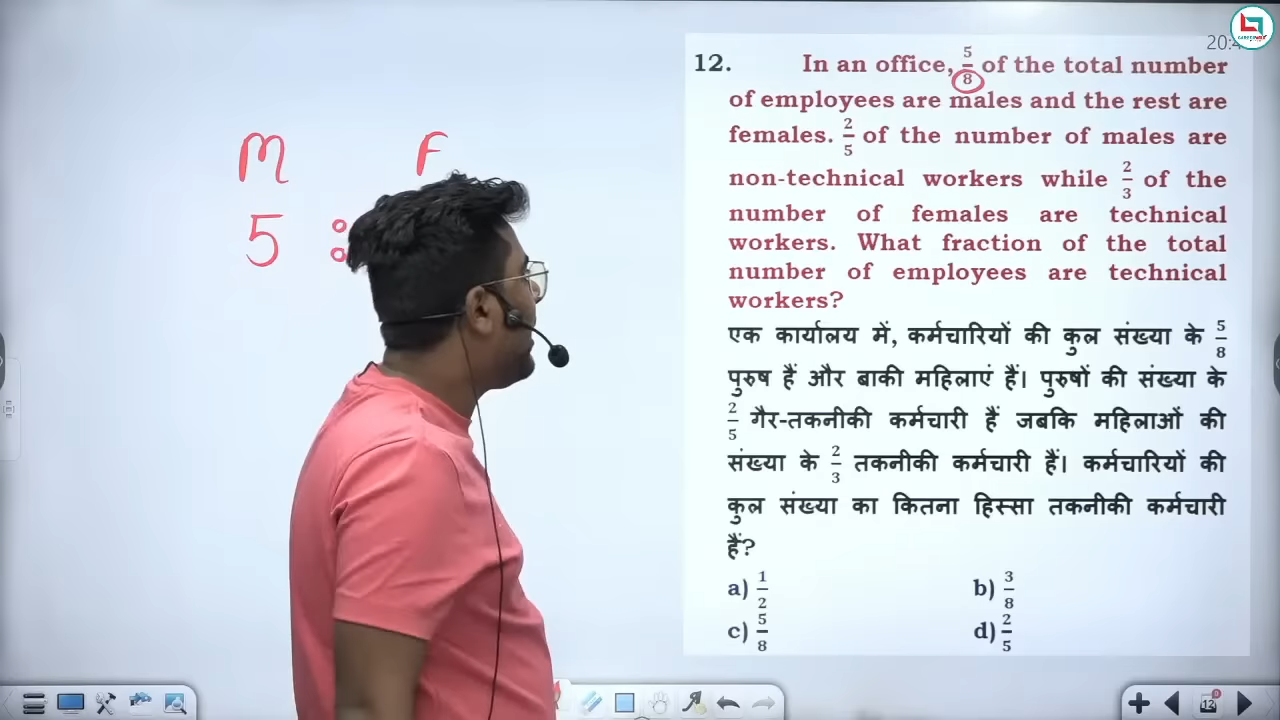 20:4
12. In an office, 5/8 of the total number
of employees are males and the rest are
females. 2/5 of the number of males are
non-technical workers while 2/3 of the
number of females are technical
workers. What fraction of the total
number of employees are technical
workers?
एक कार्यालय में, कर्मचारियों की कुल संख्या के 5/8
पुरुष हैं और बाकी महिलाएं हैं। पुरुषों की संख्या के
2/5 गैर-तकनीकी कर्मचारी हैं जबकि महिलाओं की
संख्या के 2/3 तकनीकी कर्मचारी हैं। कर्मचारियों की
कुल संख्या का कितना हिस्सा तकनीकी कर्मचारी
हैं?
a) 1/2 b) 3/8
c) 5/8 d) 2/5
M F
5 :
12